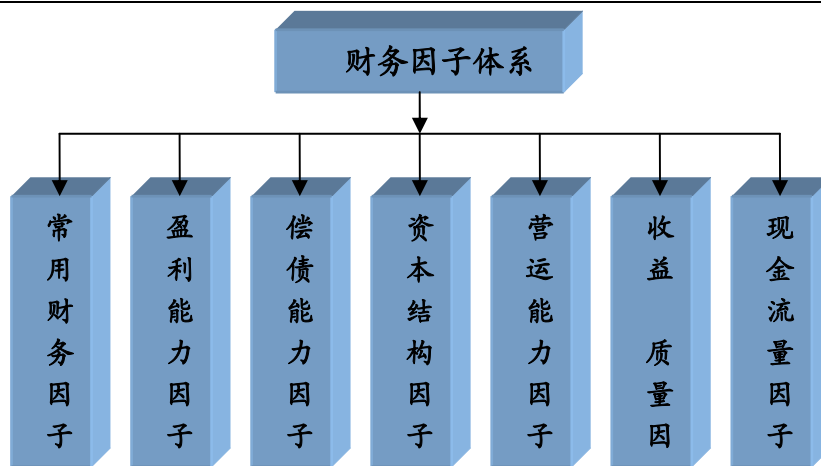 财务因子体系
常用财务因子
盈利能力因子
偿债能力因子
资本结构因子
营运能力因子
收益 质量因
现金流量因子